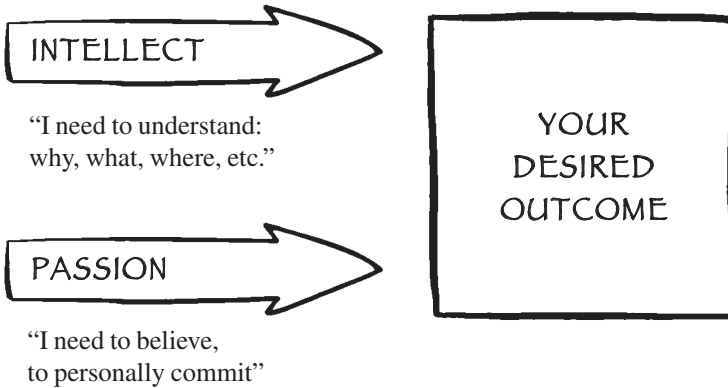 INTELLECT
“I need to understand:
why, what, where, etc.”
PASSION
“I need to believe,
to personally commit”
YOUR
DESIRED
OUTCOME